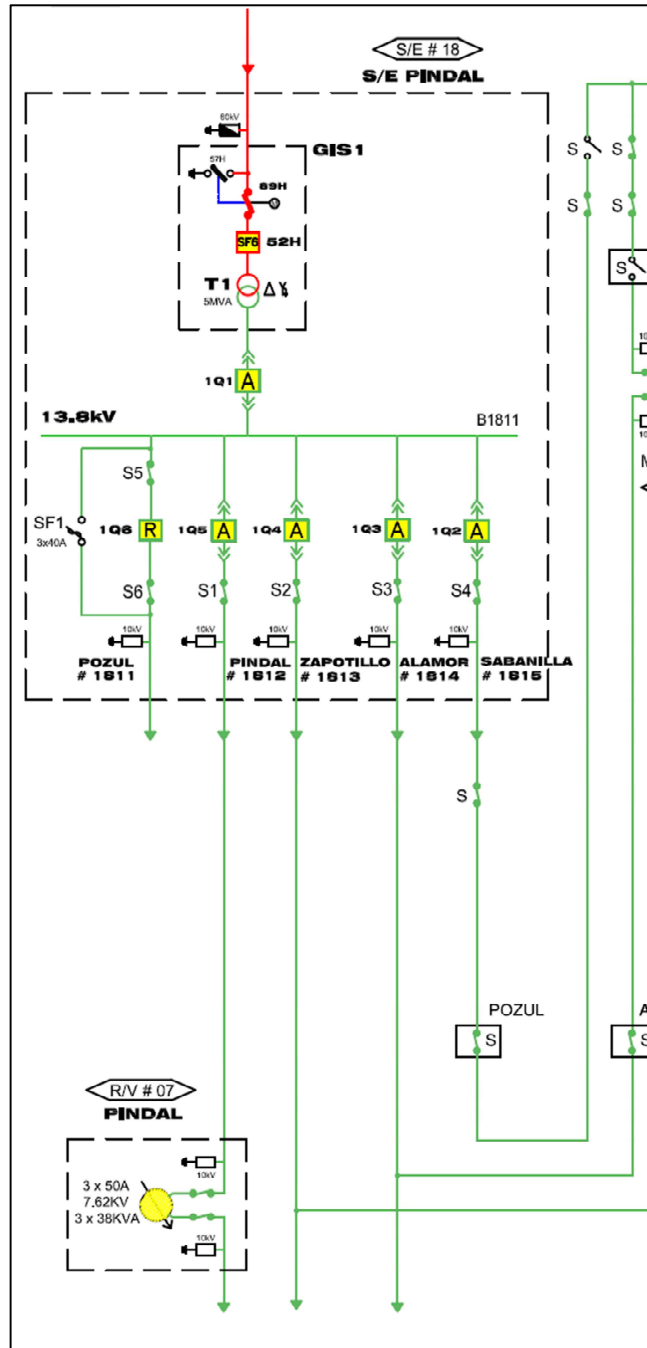 S/E # 18
S/E PINDAL
60kV
GIS1
57H
89H
SF6 52H
T1
5MVA
1Q1 A
13.8kV
B1811
S5
SF1
3x40A
1Q6 R
1Q5 A
1Q4 A
1Q3 A
1Q2 A
S6
S1
S2
S3
S4
10kV
10kV
10kV
10kV
10kV
POZUL
# 1811
PINDAL
# 1812
ZAPOTILLO
# 1813
ALAMOR
# 1814
SABANILLA
# 1815
S
S
S
S
S
S
POZUL
S
A
S
R/V # 07
PINDAL
10kV
3 x 50A
7.62KV
3 x 38KVA
10kV